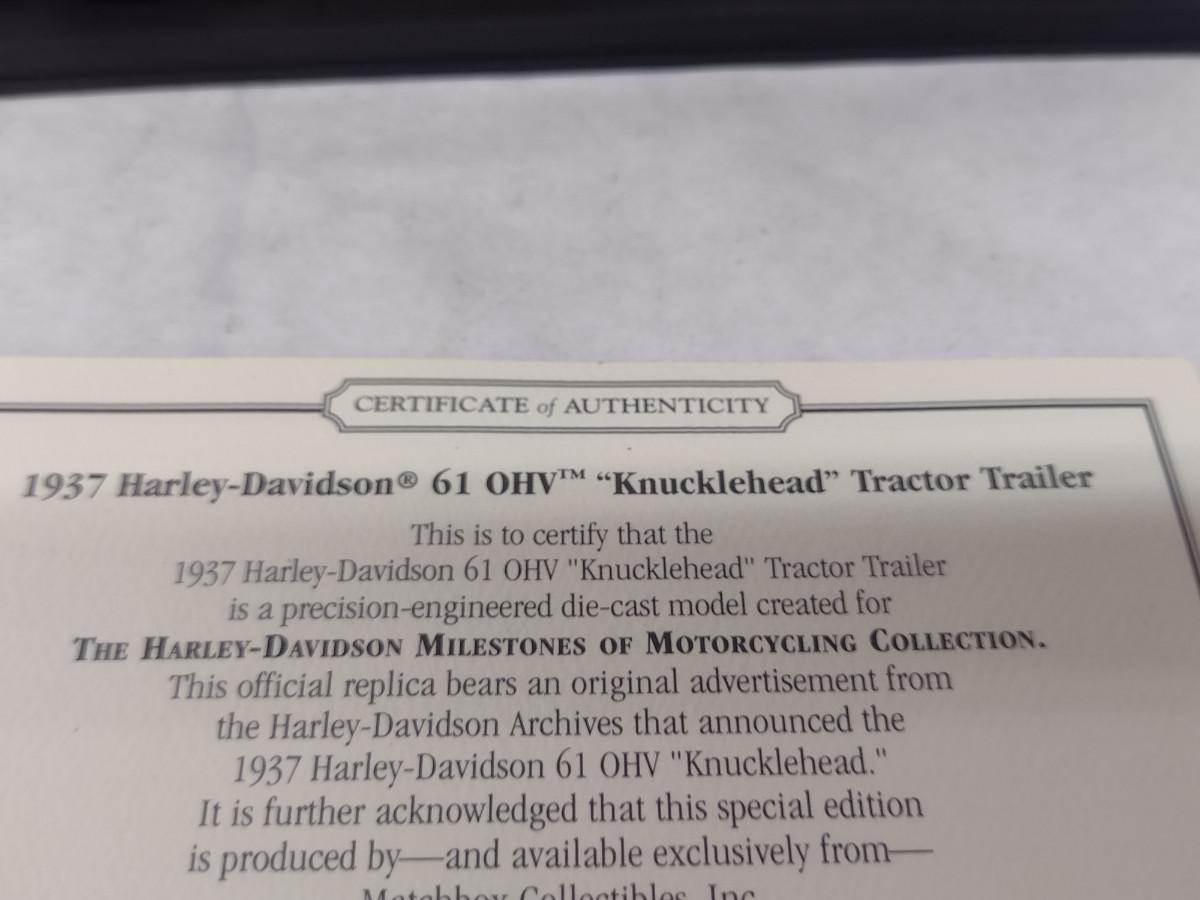 CERTIFICATE of AUTHENTICITY
1937 Harley-Davidson® 61 OHV™ “Knucklehead” Tractor Trailer
This is to certify that the
1937 Harley-Davidson 61 OHV "Knucklehead" Tractor Trailer
is a precision-engineered die-cast model created for
THE HARLEY-DAVIDSON MILESTONES OF MOTORCYCLING COLLECTION.
This official replica bears an original advertisement from
the Harley-Davidson Archives that announced the
1937 Harley-Davidson 61 OHV "Knucklehead."
It is further acknowledged that this special edition
is produced by—and available exclusively from—
Matchbox Collectibles, Inc.